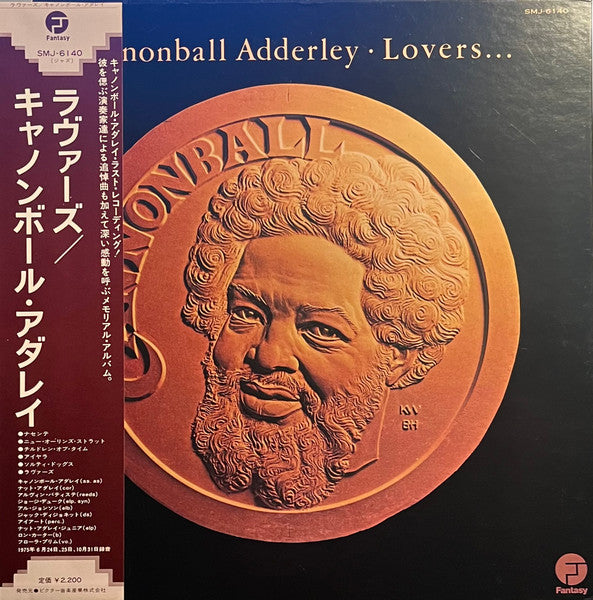 ラヴァーズ/キャノンボール・アダレイ
Fantasy
SMJ-6140
(ジャズ)
ラヴァーズ/
キャノンボール・アダレイ
キャノンボール・アダレイ・ラスト・レコーディング!
彼を偲ぶ演奏家達による追悼曲も加えて深い感動を呼ぶメモリアル・アルバム。
●ナセンテ
●ニュー・オーリンズ・ストラット
●チルドレン・オブ・タイム
●アイヤラ
●ソルティ・ドッグス
●ラヴァーズ
キャノンボール・アダレイ(as, ss)
ナット・アダレイ(cor)
アルヴィン・バティステ(reeds)
ジョージ・デューク(elp, syn)
アル・ジョンソン(elb)
ジャック・ディジョネット(ds)
アイアート(perc.)
ナット・アダレイ・ジュニア(elp)
ロン・カーター(b)
フローラ・プリム(vo.)
1975年6月24日、25日、10月31日録音
定価 ¥2,200
発売元●ビクター音楽産業株式会社
SMJ-6140
nonball Adderley · Lovers...
NNONBALL
KW
BH
Fantasy